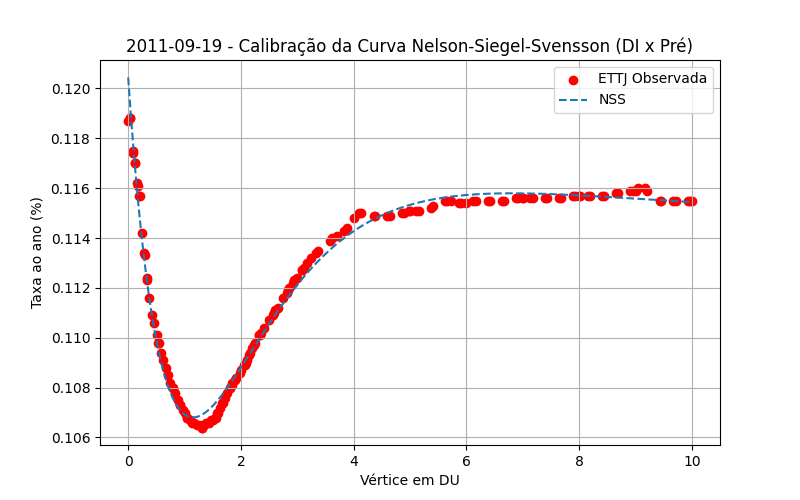 2011-09-19 - Calibração da Curva Nelson-Siegel-Svensson (DI x Pré)
ETTJ Observada
NSS
Taxa ao ano (%)
0.120
0.118
0.116
0.114
0.112
0.110
0.108
0.106
0 2 4 6 8 10
Vértice em DU